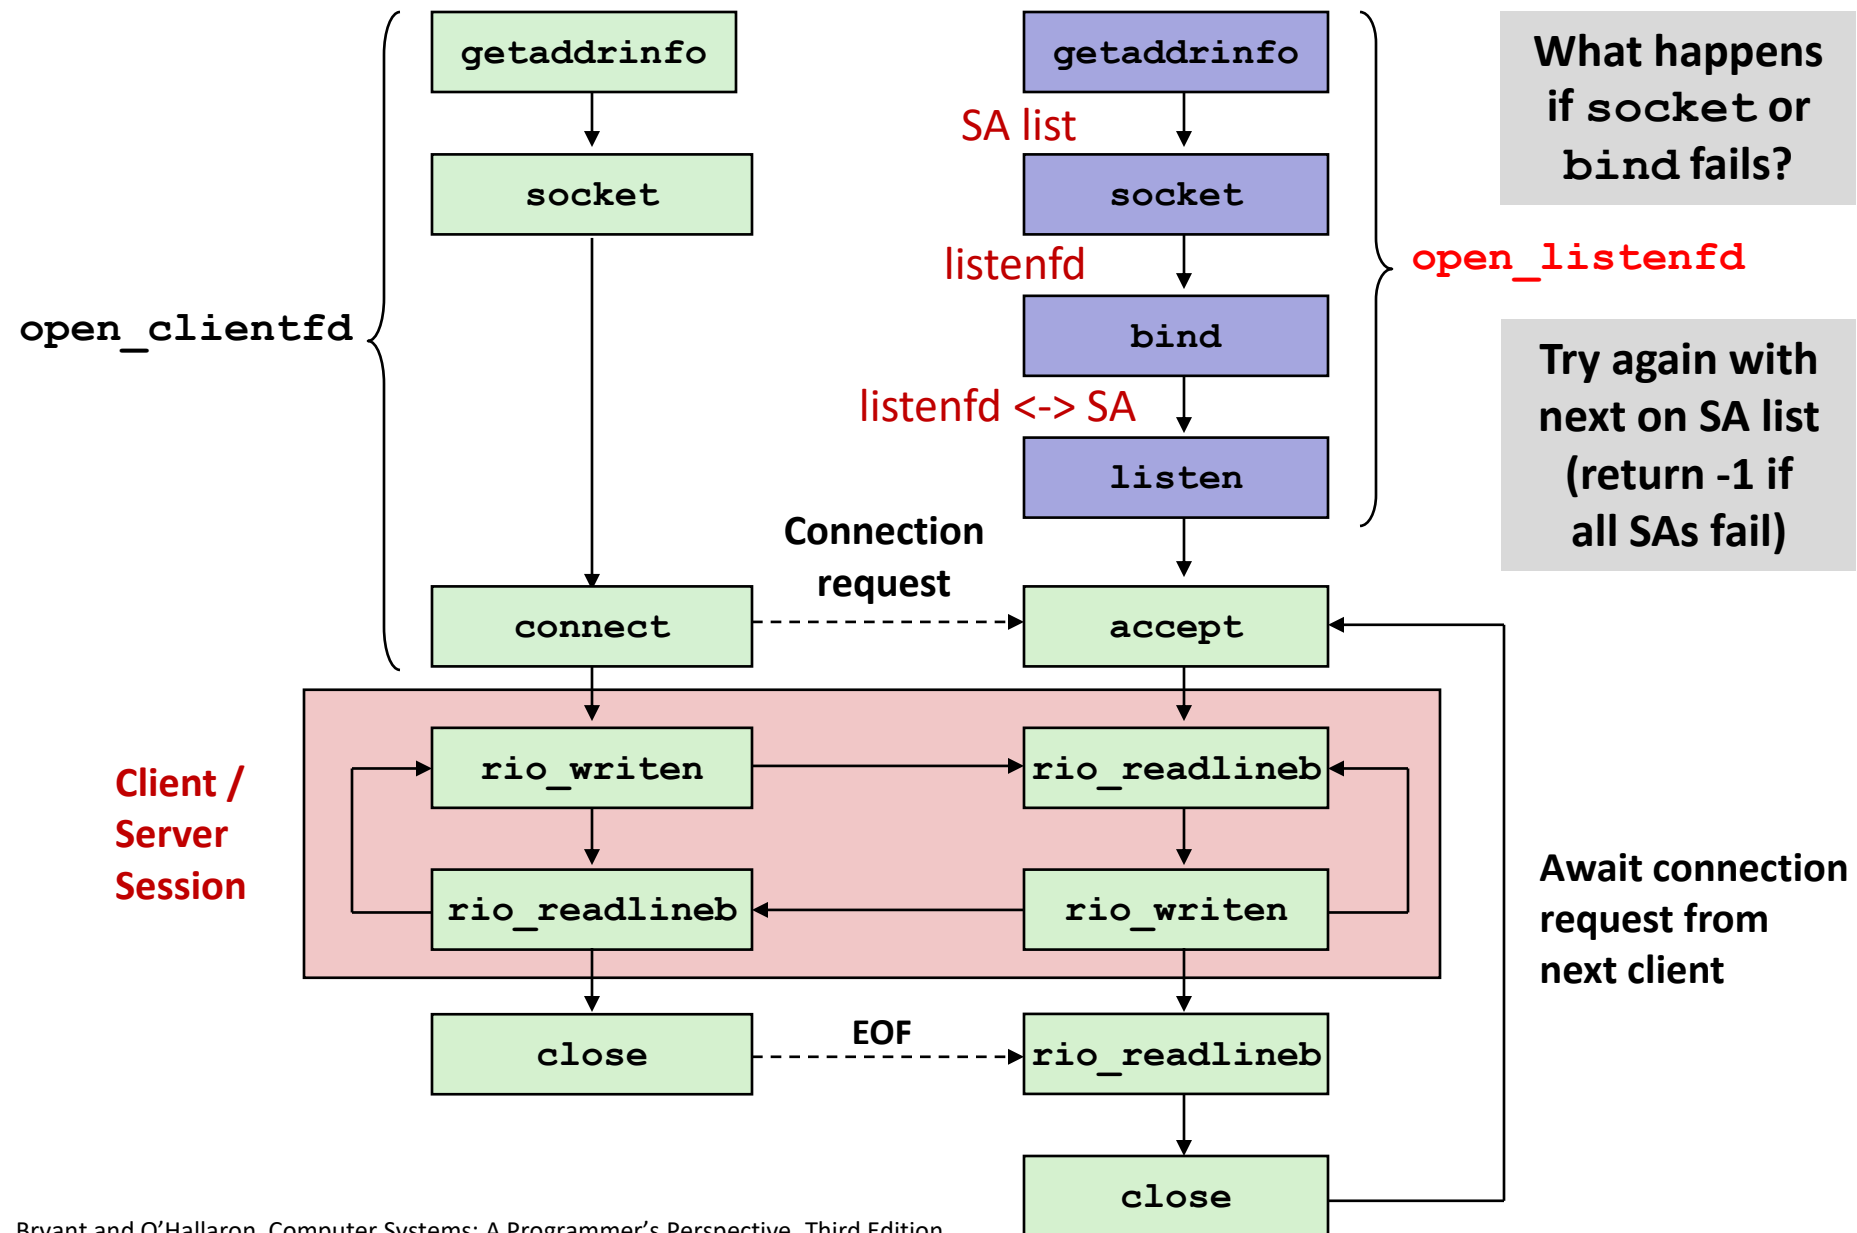 getaddrinfo
getaddrinfo
What happens
if socket or
bind fails?
SA list
socket
socket
listenfd
open_listenfd
open_clientfd
bind
listenfd <-> SA
Try again with
next on SA list
(return -1 if
all SAs fail)
listen
Connection
request
connect
accept
Client /
Server
Session
rio_writen
rio_readlineb
rio_readlineb
rio_writen
Await connection
request from
next client
close
EOF
rio_readlineb
close
Bryant and O'Hallaron, Computer Systems: A Programmer's Perspective, Third Edition